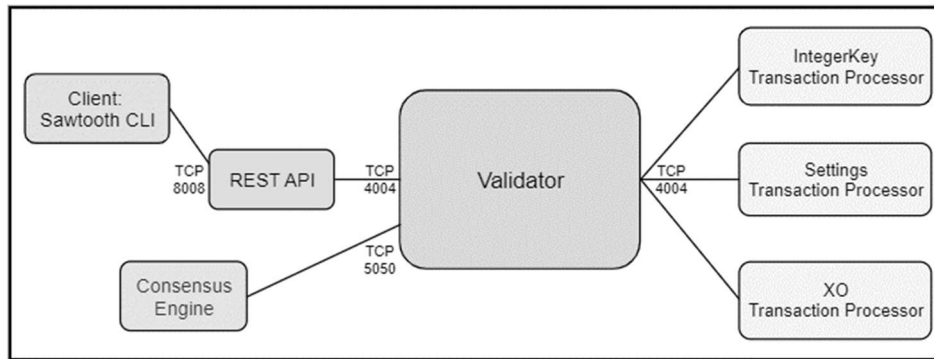 Client:
Sawtooth CLI
TCP
8008
REST API
TCP
4004
Consensus
Engine
TCP
5050
Validator
TCP
4004
IntegerKey
Transaction Processor
Settings
Transaction Processor
XO
Transaction Processor